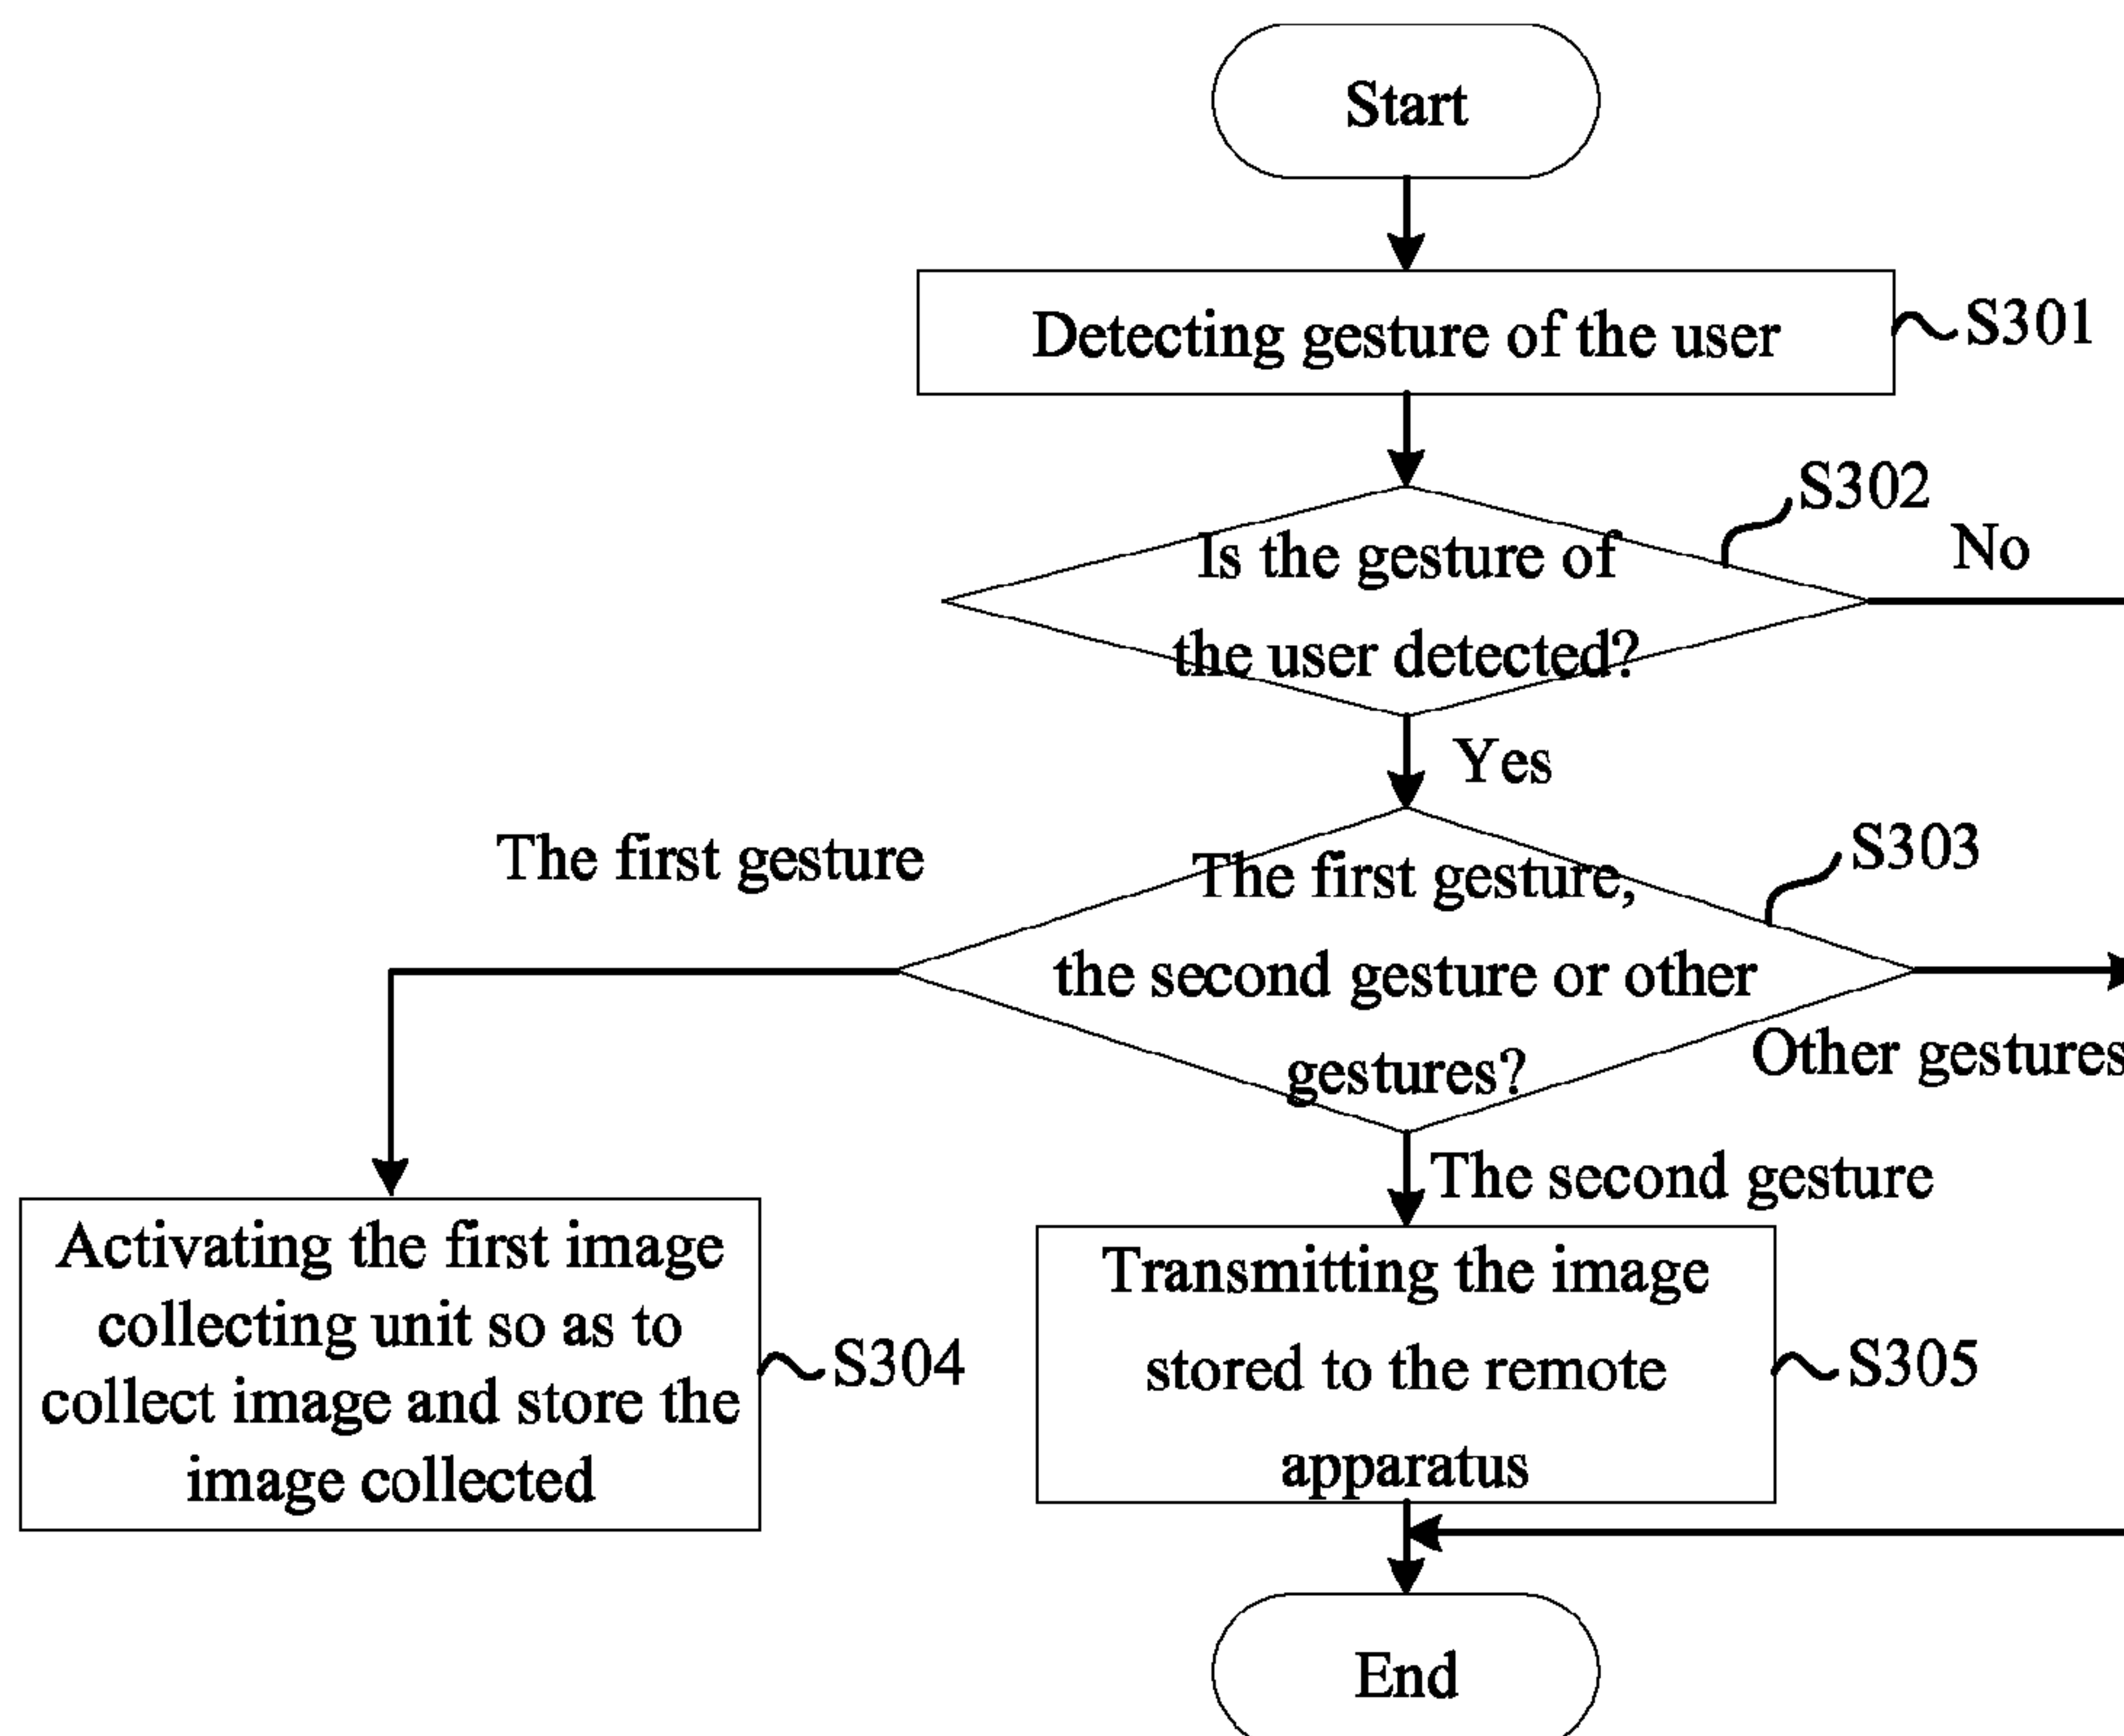 Start
Detecting gesture of the user
S301
S302
Is the gesture of
the user detected?
No
Yes
The first gesture
S303
The first gesture,
the second gesture or other
gestures?
Other gestures
The second gesture
Activating the first image
collecting unit so as to
collect image and store the
image collected
S304
Transmitting the image
stored to the remote
apparatus
S305
End